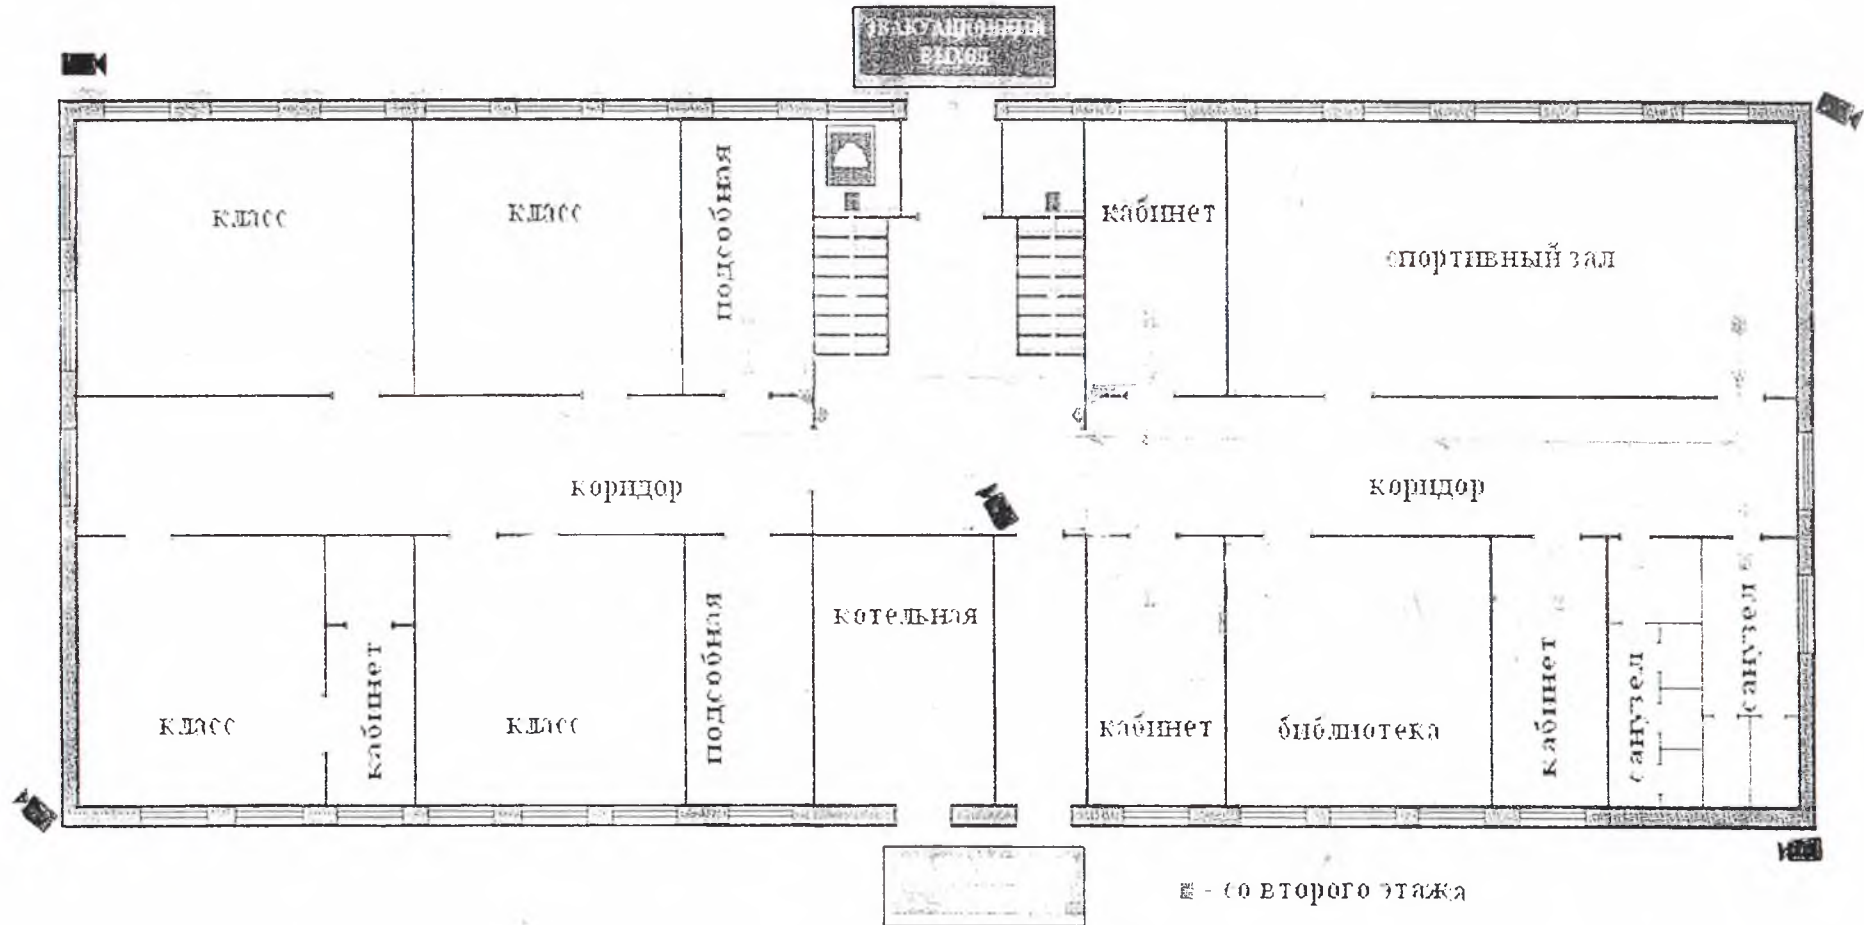 ЭВАКУАЦИОННЫЙ
ВЫХОД
класс
класс
подсобная
кабинет
спортивный зал
коридор
коридор
класс
кабинет
класс
подсобная
котельная
кабинет
библиотека
кабинет
санузел
санузел
- со второго этажа